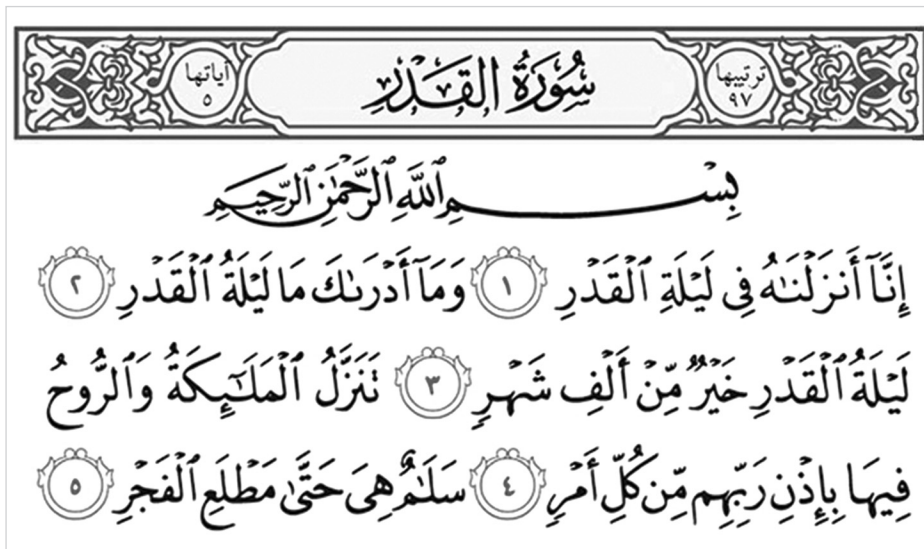 ترتيبها ٩٧
سُورَةُ القَدۡرِ
آياتها ٥
بِسۡمِ ٱللَّهِ ٱلرَّحۡمَٰنِ ٱلرَّحِيمِ
إِنَّآ أَنزَلۡنَٰهُ فِي لَيۡلَةِ ٱلۡقَدۡرِ ١ وَمَآ أَدۡرَىٰكَ مَا لَيۡلَةُ ٱلۡقَدۡرِ ٢
لَيۡلَةُ ٱلۡقَدۡرِ خَيۡرٞ مِّنۡ أَلۡفِ شَهۡرٖ ٣ تَنَزَّلُ ٱلۡمَلَٰٓئِكَةُ وَٱلرُّوحُ
فِيهَا بِإِذۡنِ رَبِّهِم مِّن كُلِّ أَمۡرٖ ٤ سَلَٰمٌ هِيَ حَتَّىٰ مَطۡلَعِ ٱلۡفَجۡرِ ٥